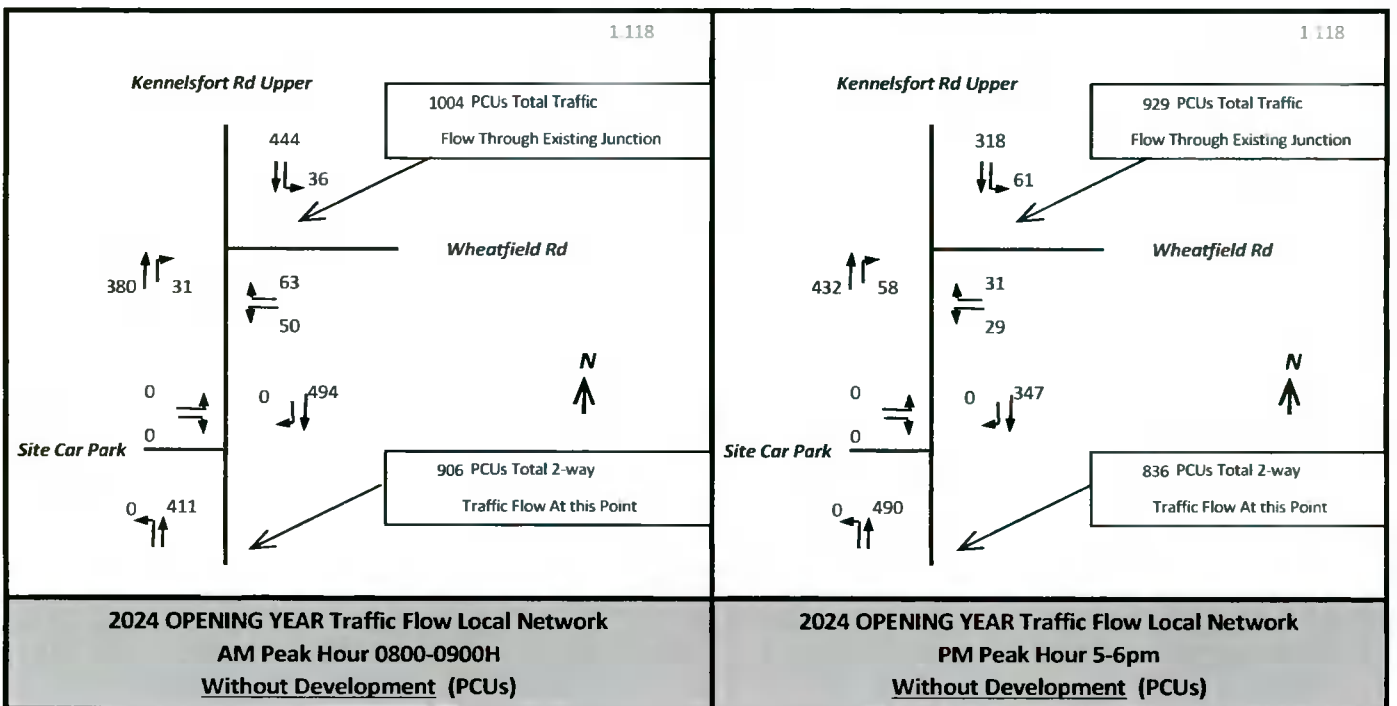 1.118
Kennelsfort Rd Upper
1004 PCUs Total Traffic
Flow Through Existing Junction
444
36
Wheatfield Rd
380
31
63
50
N
0
0
494
0
Site Car Park
906 PCUs Total 2-way
Traffic Flow At this Point
0
411
2024 OPENING YEAR Traffic Flow Local Network
AM Peak Hour 0800-0900H
Without Development (PCUs)
1.118
Kennelsfort Rd Upper
929 PCUs Total Traffic
Flow Through Existing Junction
318
61
Wheatfield Rd
432
58
31
29
N
0
0
347
0
Site Car Park
836 PCUs Total 2-way
Traffic Flow At this Point
0
490
2024 OPENING YEAR Traffic Flow Local Network
PM Peak Hour 5-6pm
Without Development (PCUs)